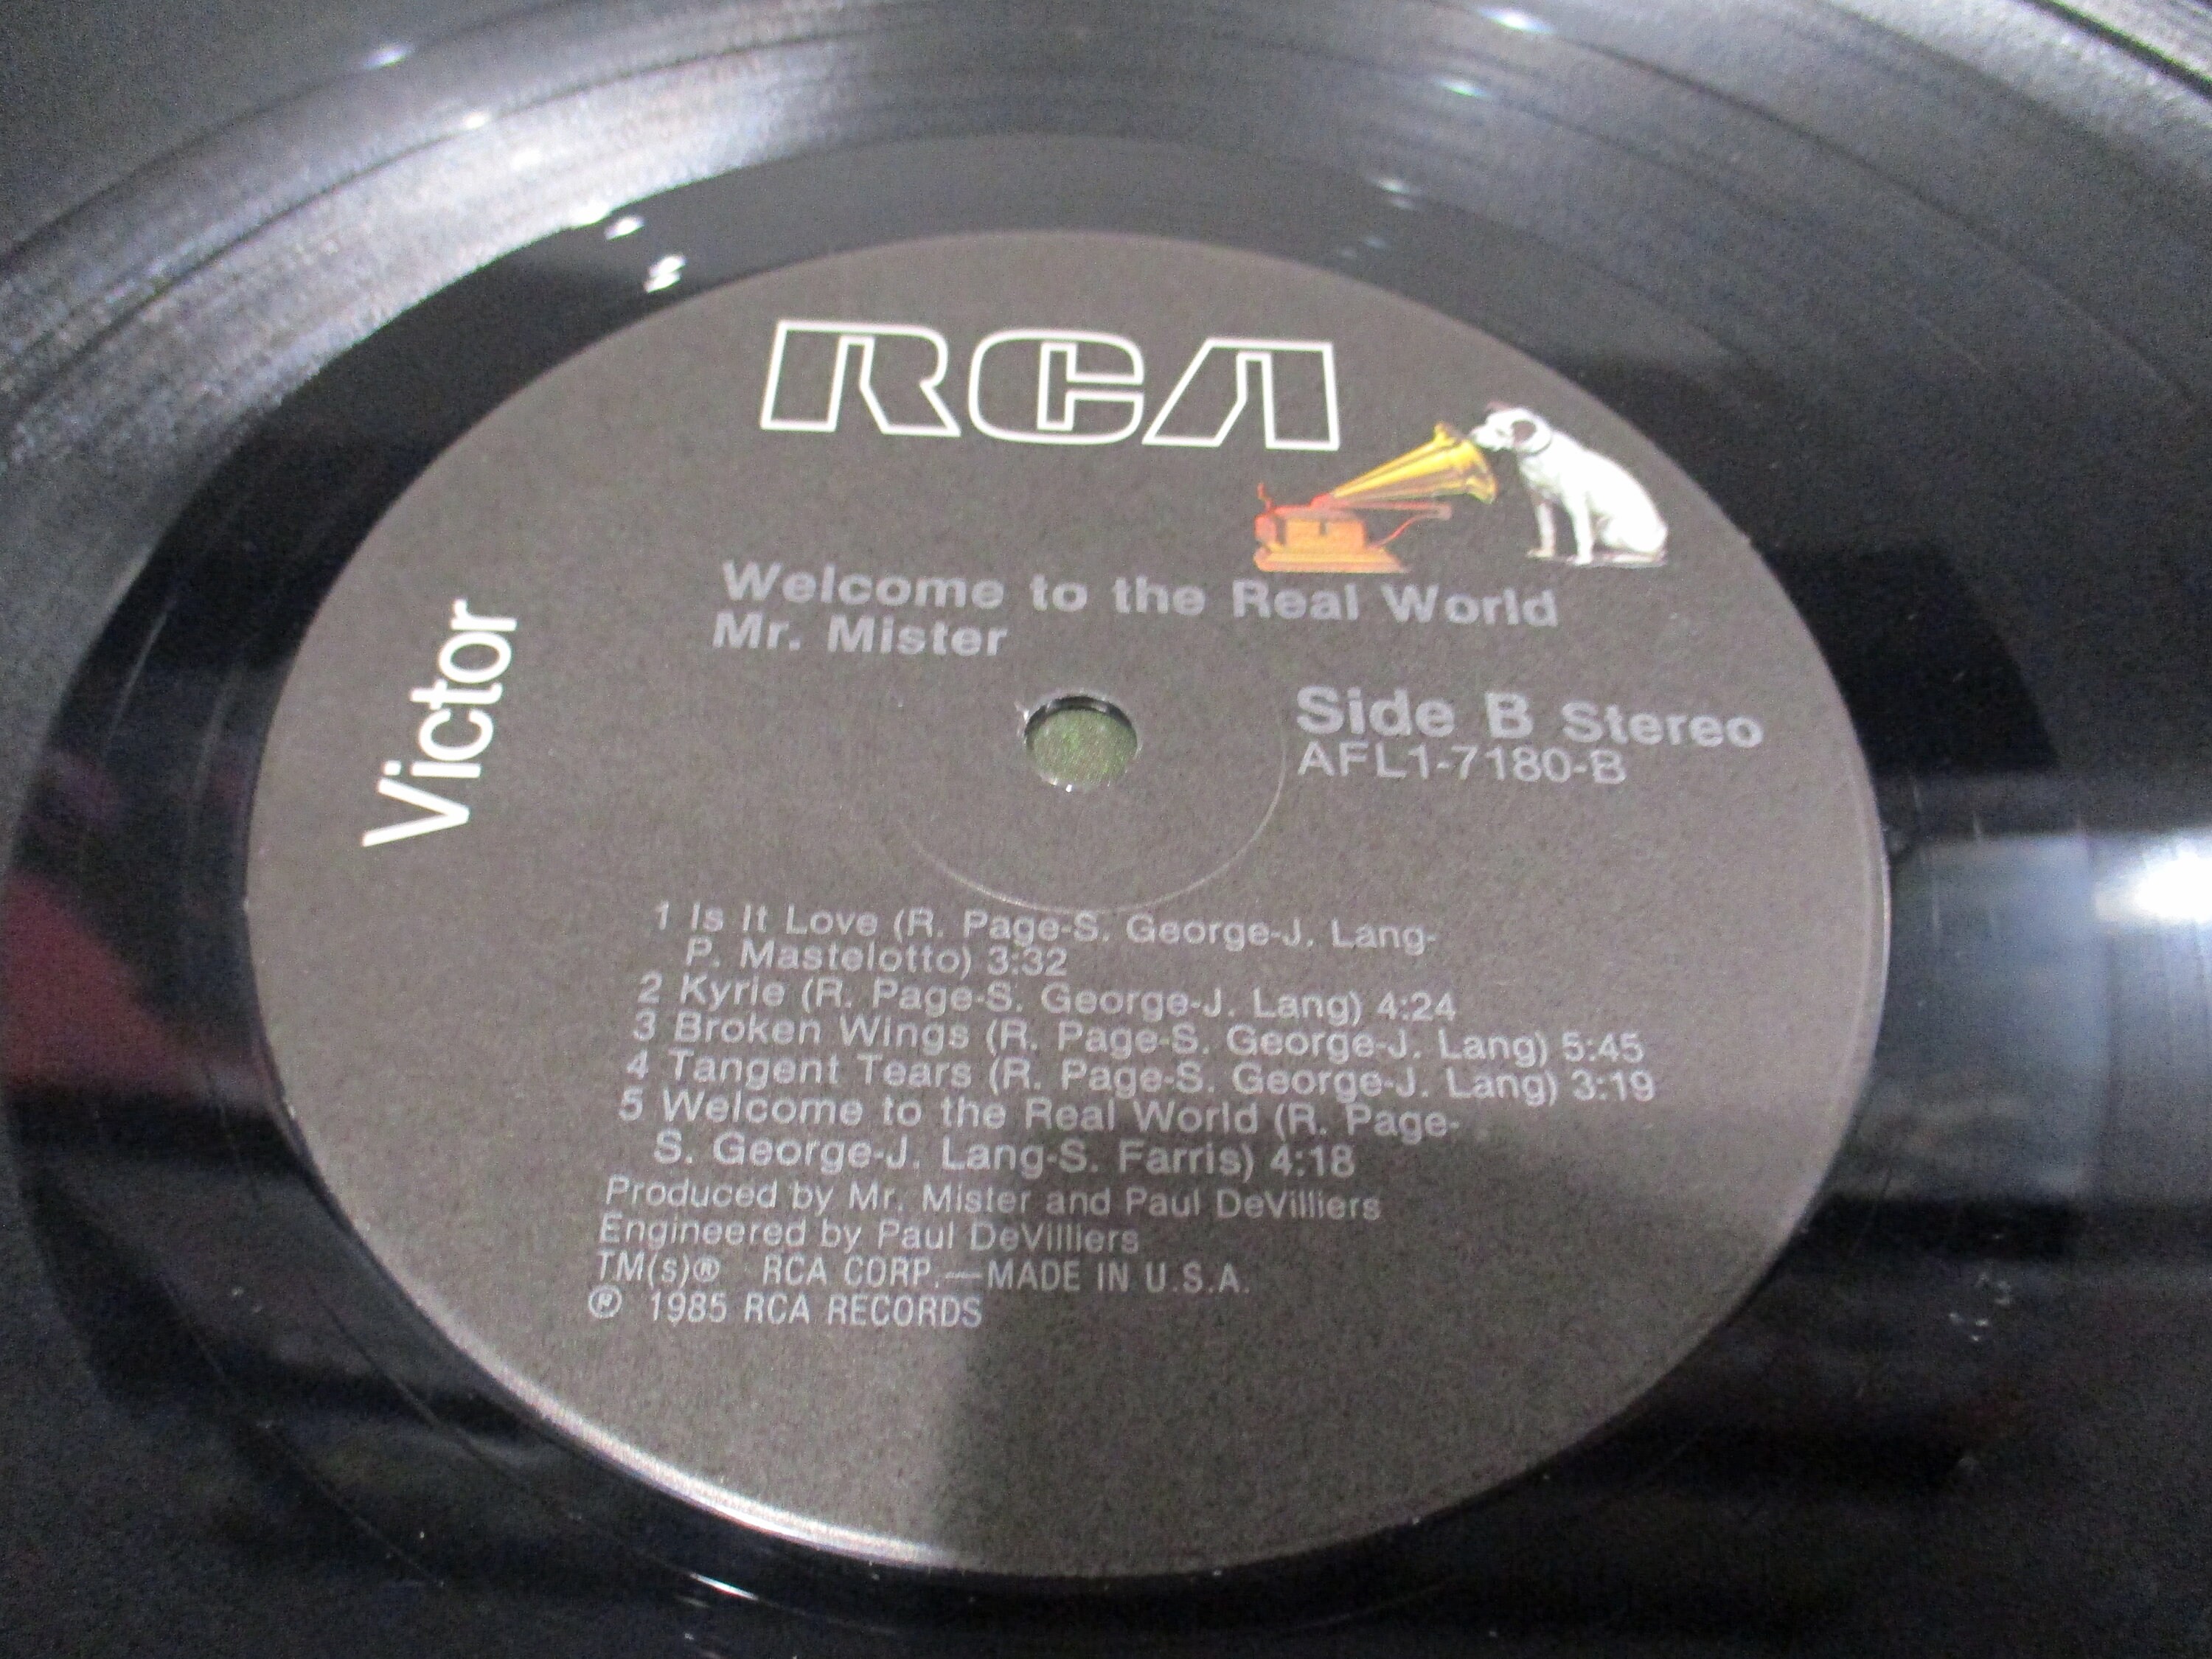 RCA
Victor
Welcome to the Real World
Mr. Mister
Side B Stereo
AFL1-7180-B
1 Is It Love (R. Page-S. George-J. Lang-
P. Mastelotto) 3:32
2 Kyrie (R. Page-S. George-J. Lang) 4:24
3 Broken Wings (R. Page-S. George-J. Lang) 5:45
4 Tangent Tears (R. Page-S. George-J. Lang) 3:19
5 Welcome to the Real World (R. Page-
S. George-J. Lang-S. Farris) 4:18
Produced by Mr. Mister and Paul DeVilliers
Engineered by Paul DeVilliers
TM(s)® RCA CORP.—MADE IN U.S.A.
® 1985 RCA RECORDS